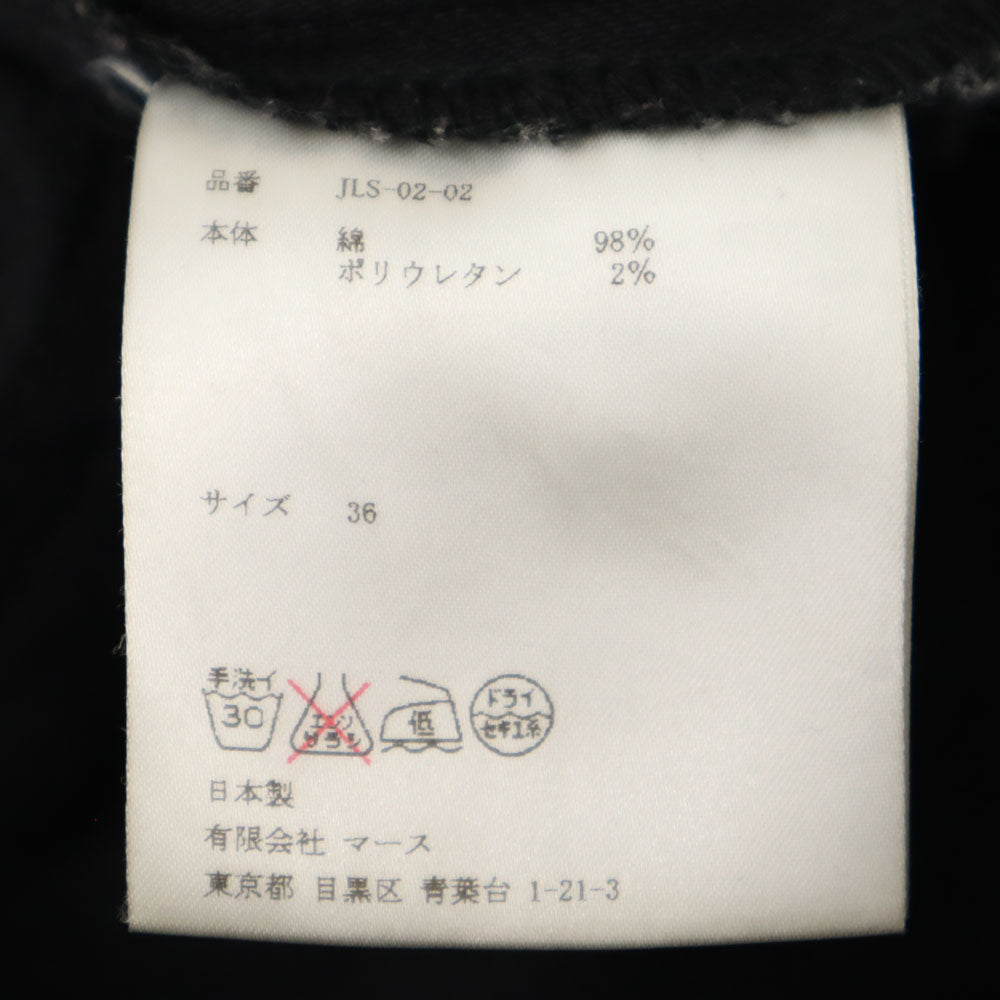 品番 JLS-02-02
本体 綿 98%
ポリウレタン 2%
サイズ 36
手洗イ
30
エンソ
サラシ
低
ドライ
セキユ系
日本製
有限会社 マース
東京都 目黒区 青葉台 1-21-3